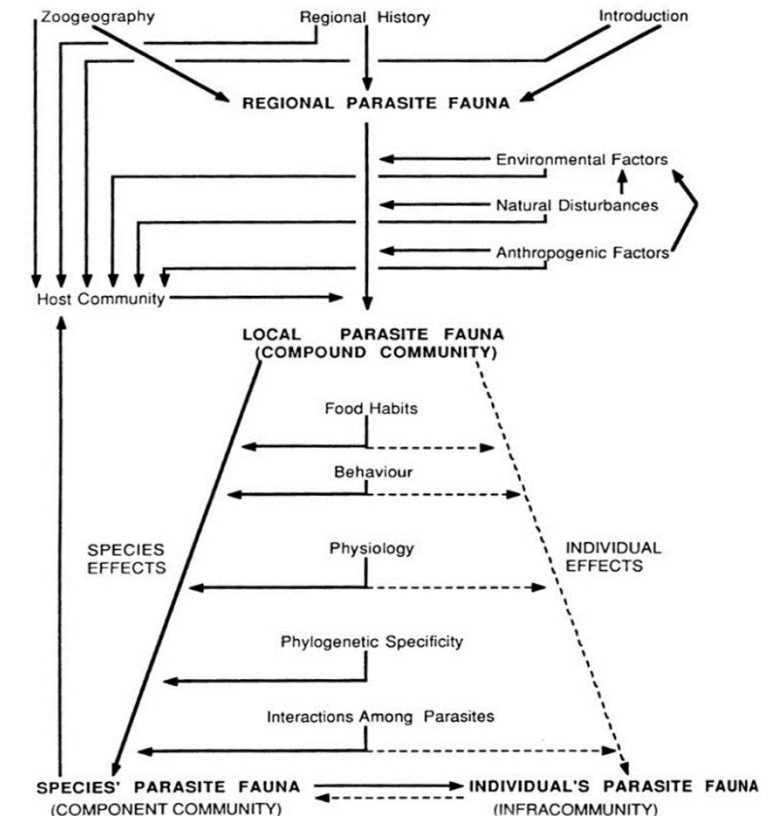 Zoogeography Regional History Introduction
REGIONAL PARASITE FAUNA
Environmental Factors
Natural Disturbances
Anthropogenic Factors
Host Community
LOCAL PARASITE FAUNA
(COMPOUND COMMUNITY)
Food Habits
Behaviour
SPECIES
EFFECTS
Physiology
INDIVIDUAL
EFFECTS
Phylogenetic Specificity
Interactions Among Parasites
SPECIES' PARASITE FAUNA
(COMPONENT COMMUNITY)
INDIVIDUAL'S PARASITE FAUNA
(INFRACOMMUNITY)